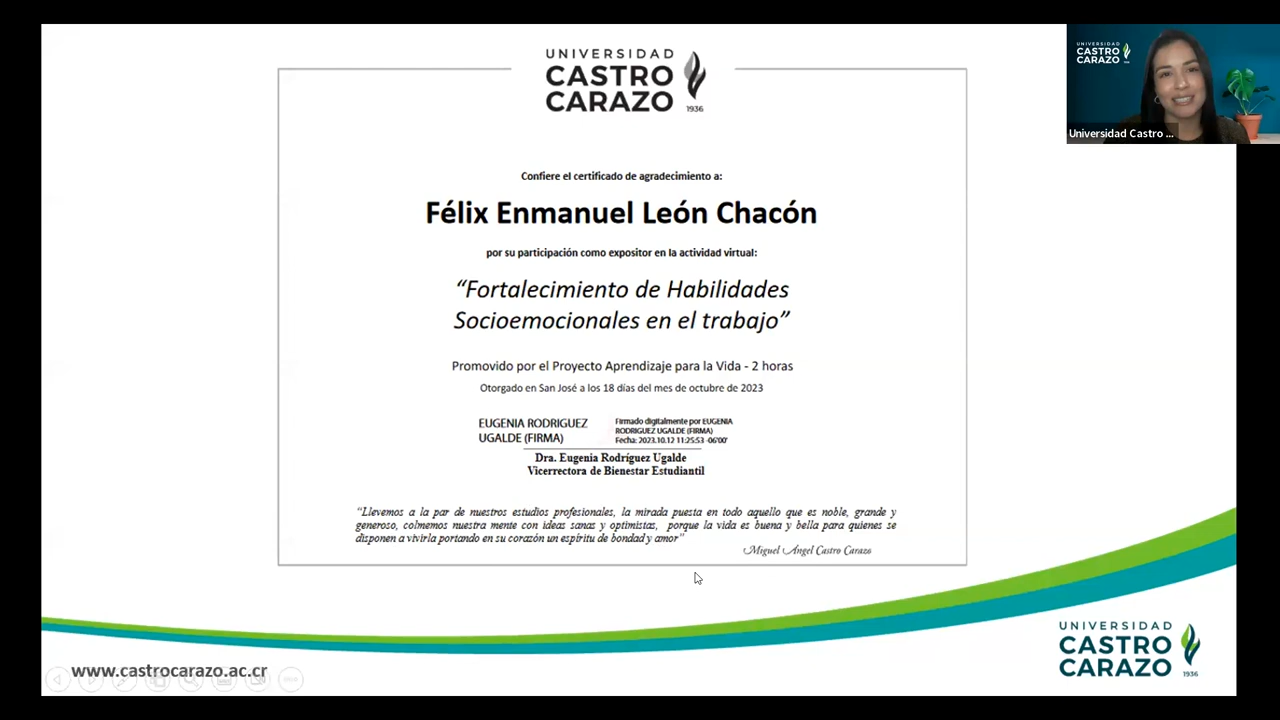 UNIVERSIDAD
CASTRO
CARAZO
1936
UNIVERSIDAD
CASTRO
CARAZO
Universidad Castro ...
Confiere el certificado de agradecimiento a:
Félix Enmanuel León Chacón
por su participación como expositor en la actividad virtual:
“Fortalecimiento de Habilidades
Socioemocionales en el trabajo”
Promovido por el Proyecto Aprendizaje para la Vida - 2 horas
Otorgado en San José a los 18 días del mes de octubre de 2023
EUGENIA RODRIGUEZ
UGALDE (FIRMA)
Firmado digitalmente por EUGENIA
RODRIGUEZ UGALDE (FIRMA)
Fecha: 2023.10.12 11:25:53 -06'00'
Dra. Eugenia Rodríguez Ugalde
Vicerrectora de Bienestar Estudiantil
“Llevemos a la par de nuestros estudios profesionales, la mirada puesta en todo aquello que es noble, grande y
generoso, colmemos nuestra mente con ideas sanas y optimistas, porque la vida es buena y bella para quienes se
disponen a vivirla portando en su corazón un espíritu de bondad y amor”
Miguel Ángel Castro Carazo
www.castrocarazo.ac.cr
UNIVERSIDAD
CASTRO
CARAZO
1936